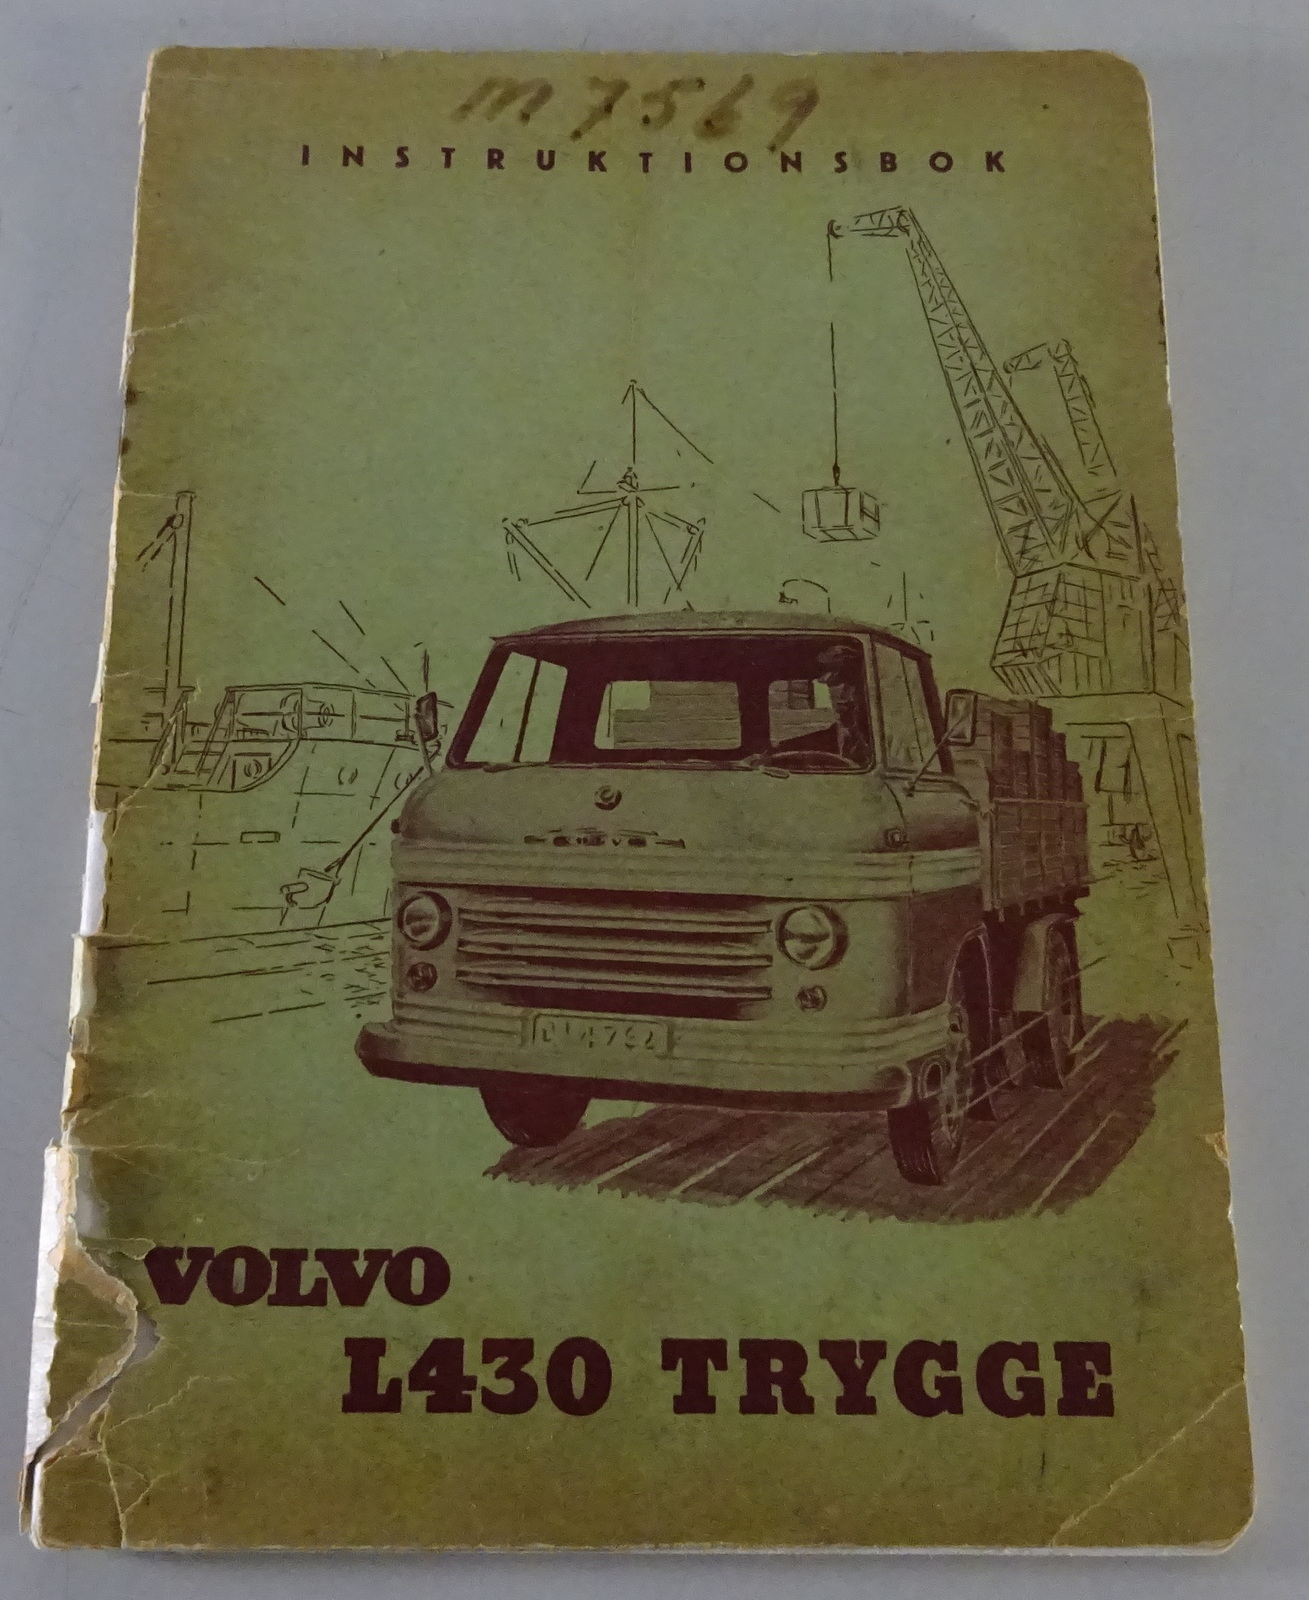 m 7569
INSTRUKTIONSBOK
VOLVO
L430 TRYGGE